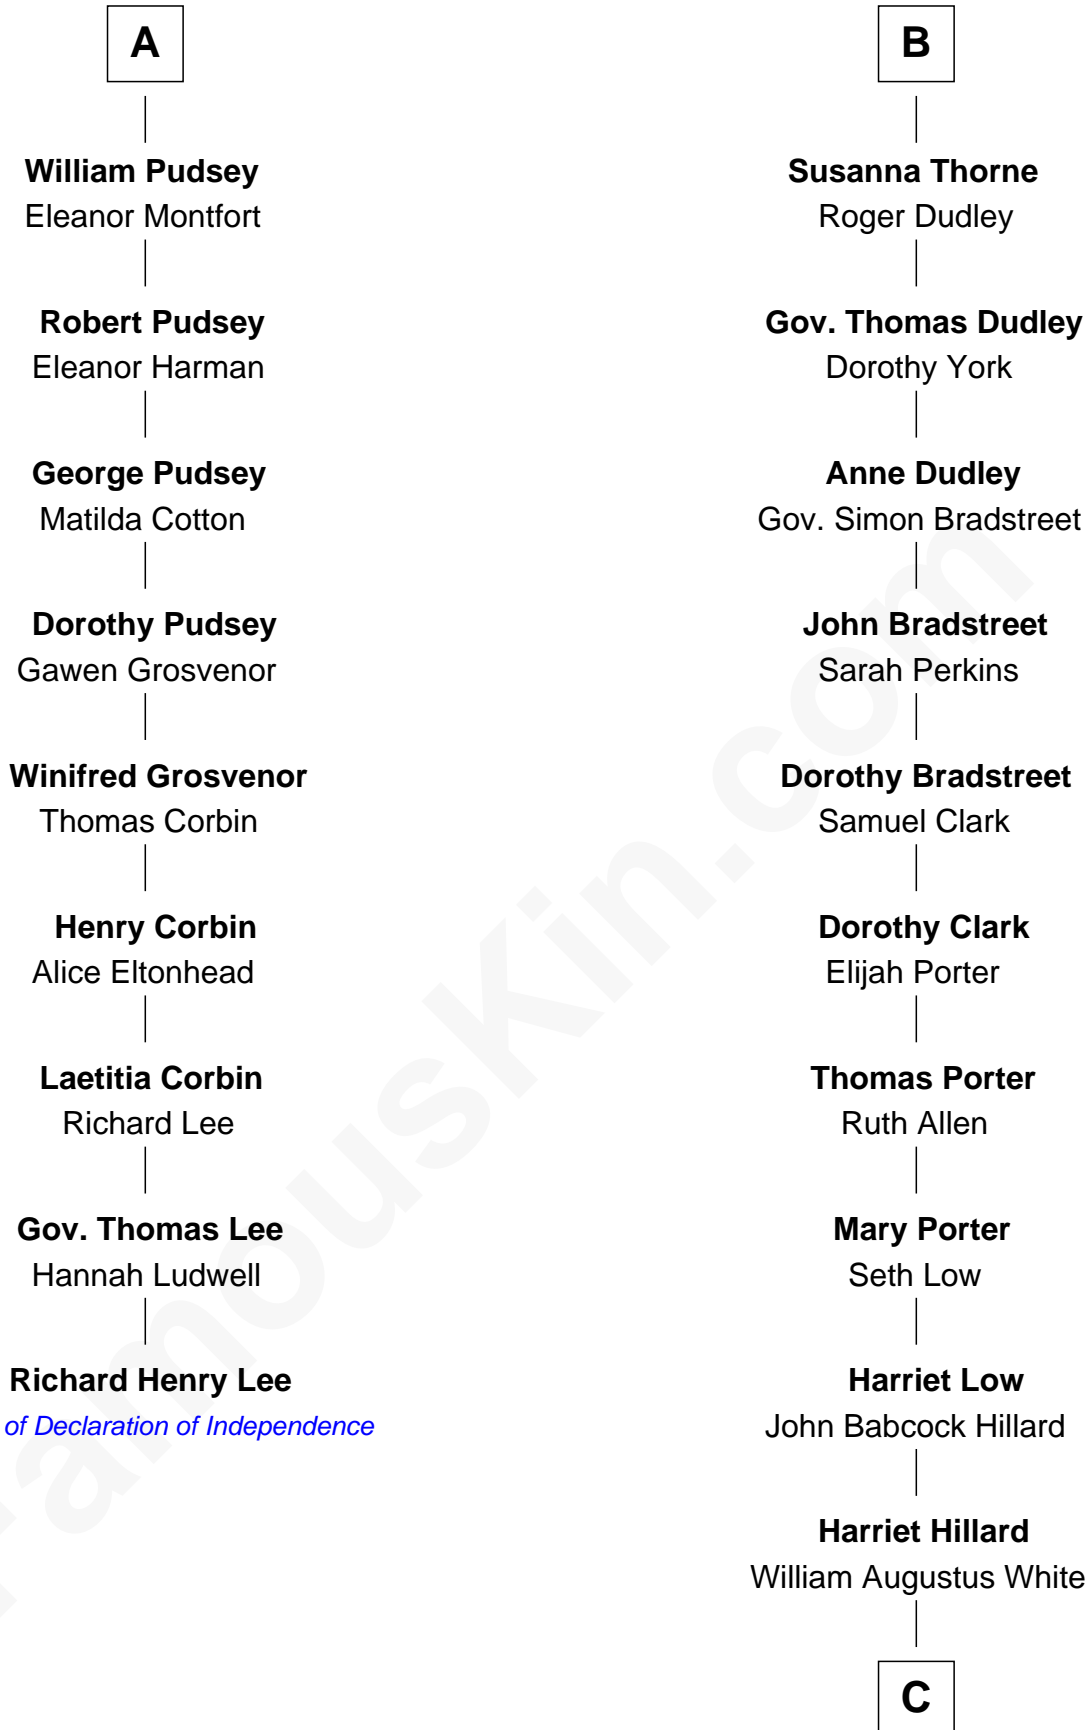 A
William Pudsey
Eleanor Montfort
Robert Pudsey
Eleanor Harman
George Pudsey
Matilda Cotton
Dorothy Pudsey
Gawen Grosvenor
Winifred Grosvenor
Thomas Corbin
Henry Corbin
Alice Eltonhead
Laetitia Corbin
Richard Lee
Gov. Thomas Lee
Hannah Ludwell
Richard Henry Lee
of Declaration of Independence
B
Susanna Thorne
Roger Dudley
Gov. Thomas Dudley
Dorothy York
Anne Dudley
Gov. Simon Bradstreet
John Bradstreet
Sarah Perkins
Dorothy Bradstreet
Samuel Clark
Dorothy Clark
Elijah Porter
Thomas Porter
Ruth Allen
Mary Porter
Seth Low
Harriet Low
John Babcock Hillard
Harriet Hillard
William Augustus White
C
FamousKin.com